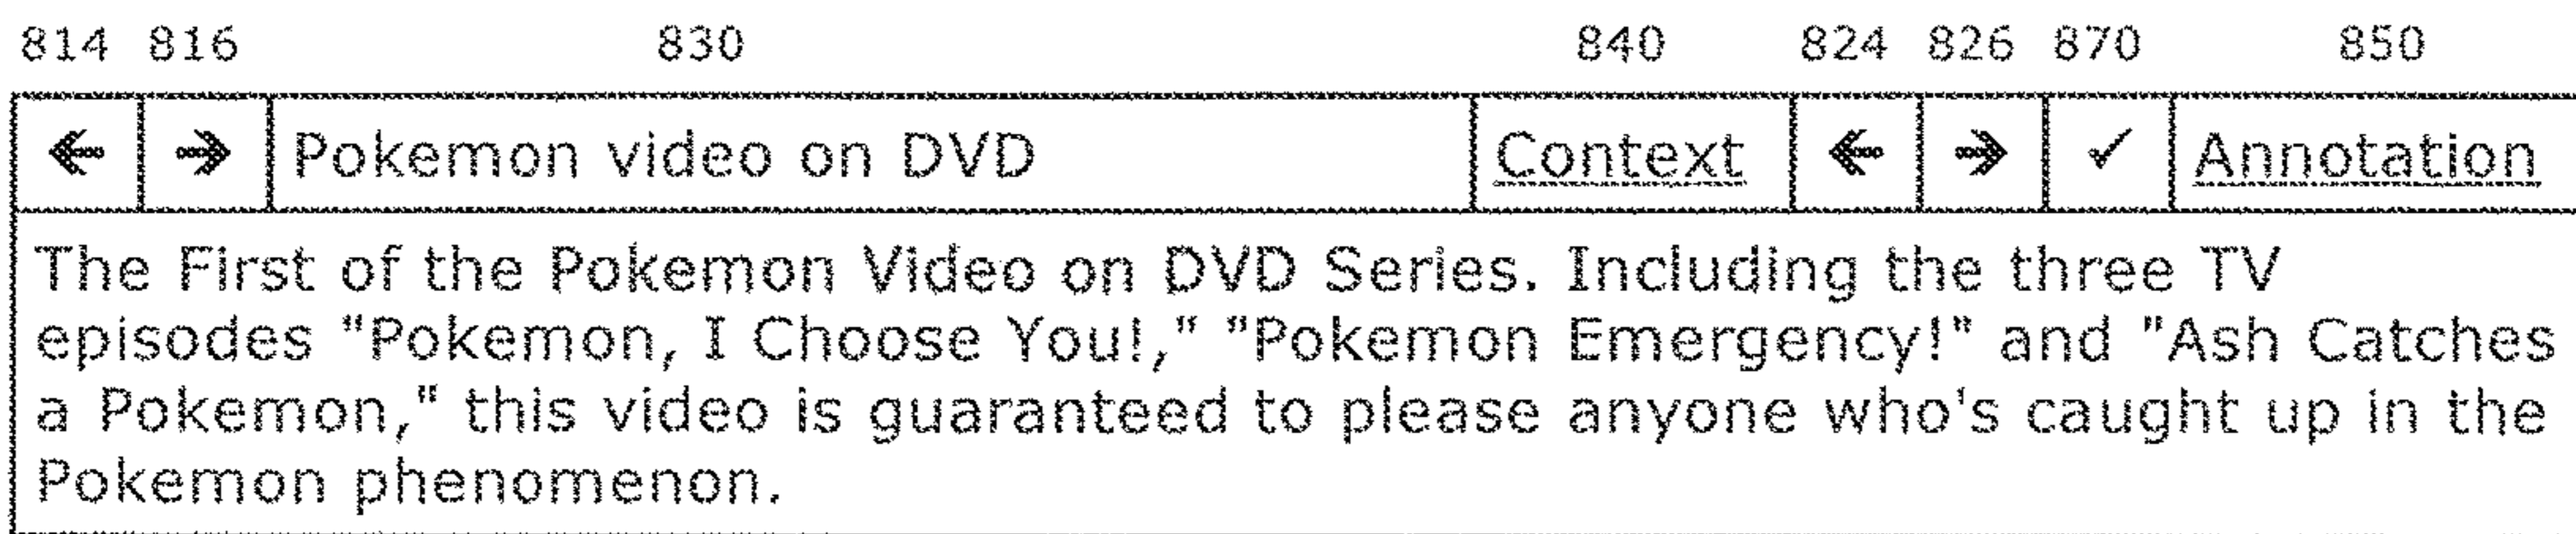 814 816 830 840 824 826 870 850
← → Pokemon video on DVD Context ← → ✓ Annotation
The First of the Pokemon Video on DVD Series. Including the three TV
episodes "Pokemon, I Choose You!," "Pokemon Emergency!" and "Ash Catches
a Pokemon," this video is guaranteed to please anyone who's caught up in the
Pokemon phenomenon.